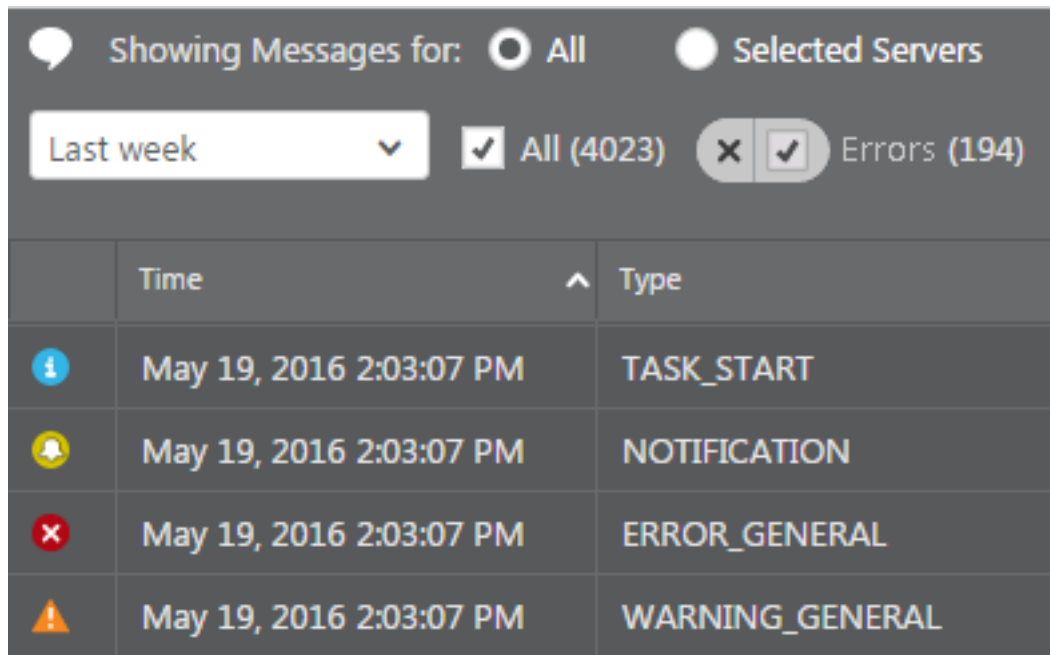 Showing Messages for: All Selected Servers
Last week All (4023) Errors (194)
Time Type
May 19, 2016 2:03:07 PM TASK_START
May 19, 2016 2:03:07 PM NOTIFICATION
May 19, 2016 2:03:07 PM ERROR_GENERAL
May 19, 2016 2:03:07 PM WARNING_GENERAL